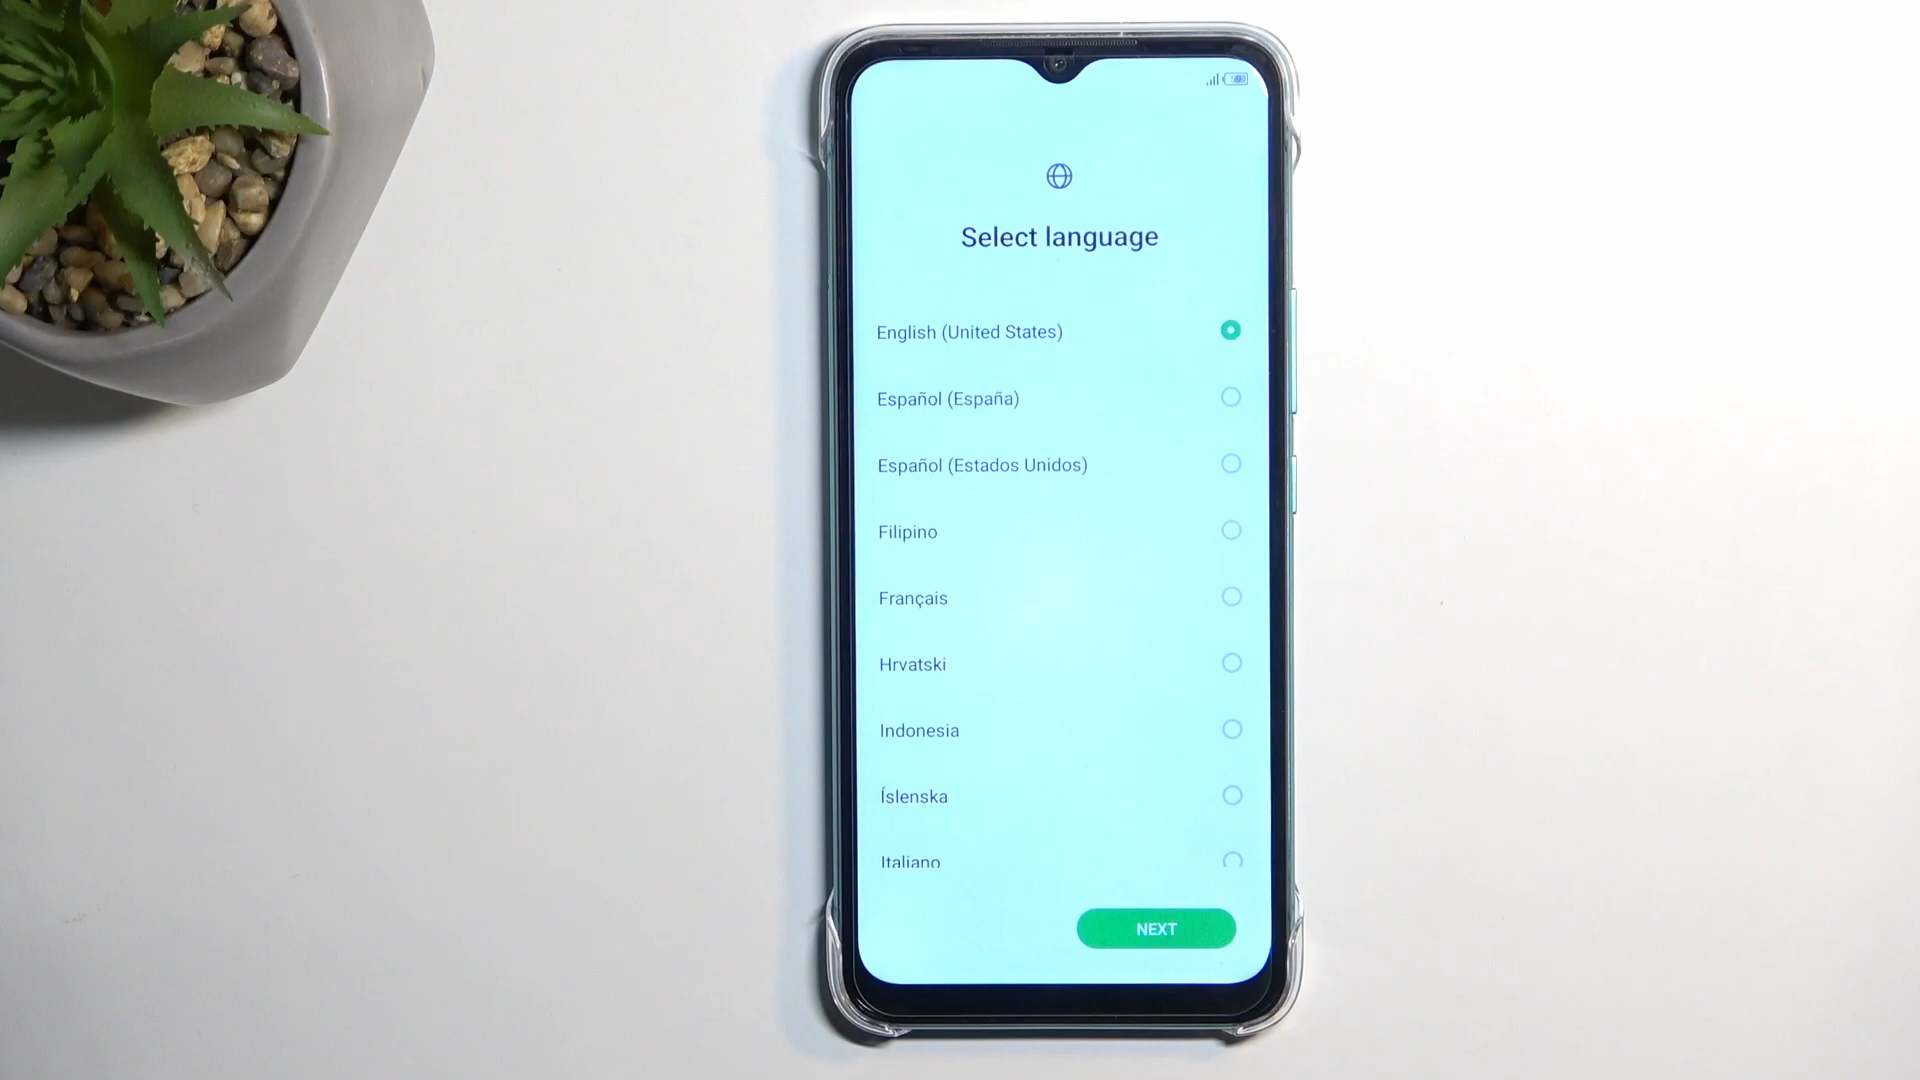 Select language
English (United States)
Español (España)
Español (Estados Unidos)
Filipino
Français
Hrvatski
Indonesia
Íslenska
Italiano
NEXT